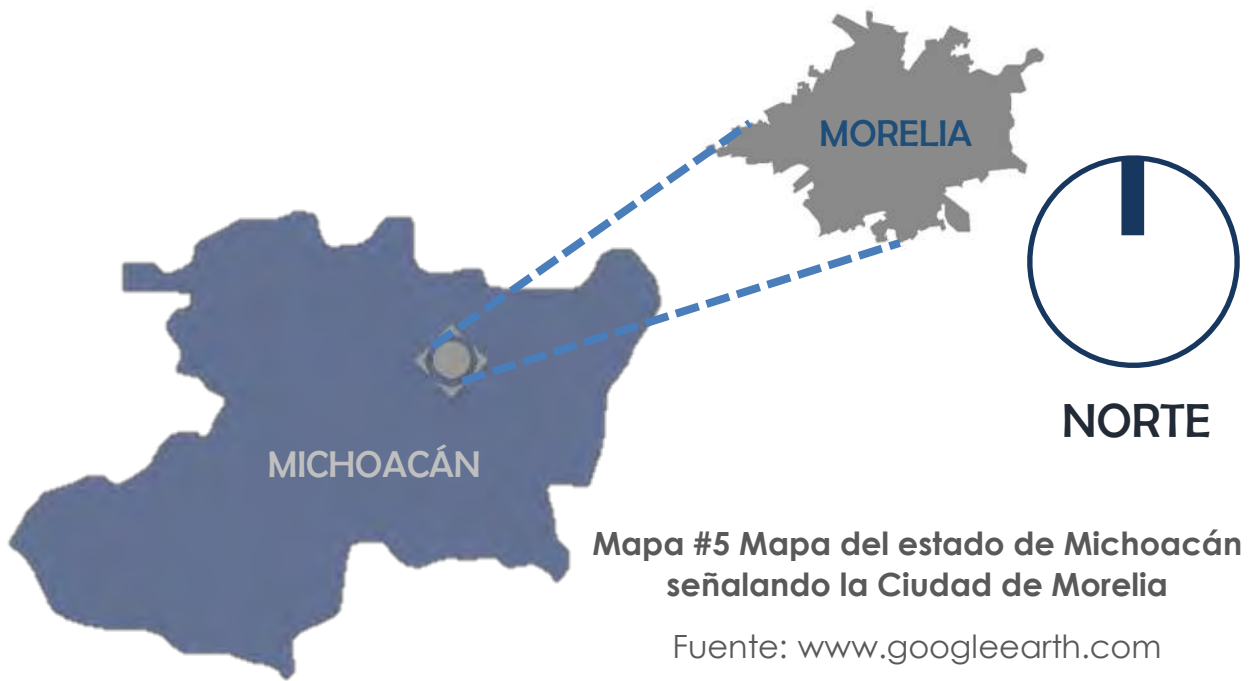 MORELIA
MICHOACÁN
NORTE
Mapa #5 Mapa del estado de Michoacán
señalando la Ciudad de Morelia
Fuente: www.googleearth.com